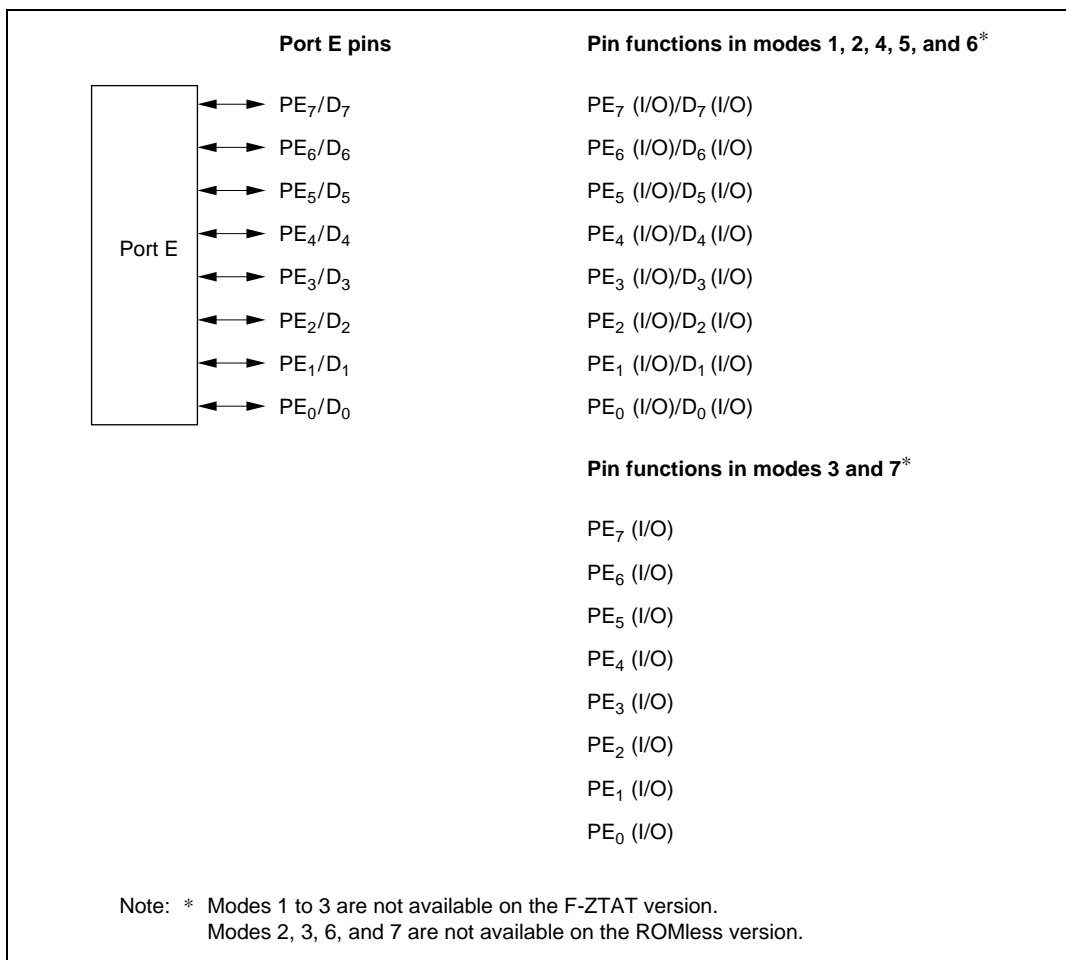 Port E pins Pin functions in modes 1, 2, 4, 5, and 6*
PE7/D7 PE7 (I/O)/D7 (I/O)
PE6/D6 PE6 (I/O)/D6 (I/O)
PE5/D5 PE5 (I/O)/D5 (I/O)
Port E PE4/D4 PE4 (I/O)/D4 (I/O)
PE3/D3 PE3 (I/O)/D3 (I/O)
PE2/D2 PE2 (I/O)/D2 (I/O)
PE1/D1 PE1 (I/O)/D1 (I/O)
PE0/D0 PE0 (I/O)/D0 (I/O)
Pin functions in modes 3 and 7*
PE7 (I/O)
PE6 (I/O)
PE5 (I/O)
PE4 (I/O)
PE3 (I/O)
PE2 (I/O)
PE1 (I/O)
PE0 (I/O)
Note: * Modes 1 to 3 are not available on the F-ZTAT version.
Modes 2, 3, 6, and 7 are not available on the ROMless version.